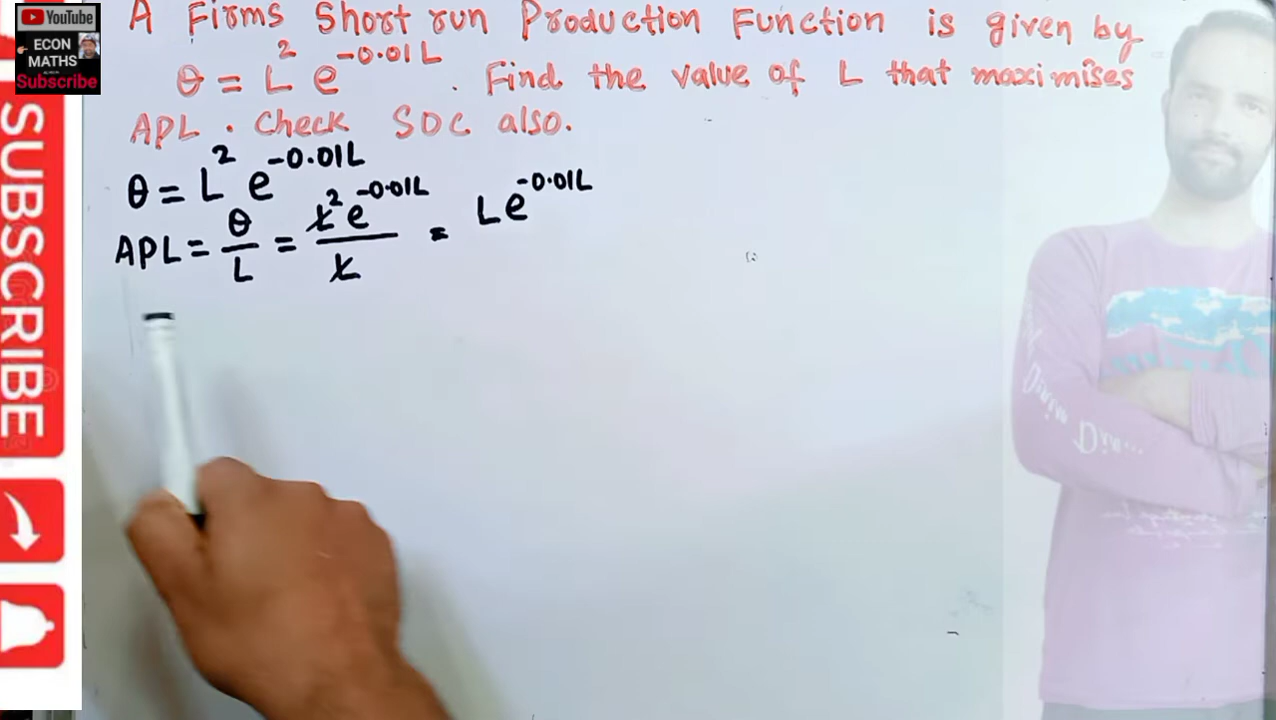 YouTube
ECON
MATHS
Subscribe
SUBSCRIBE
A Firms Short run Production Function is given by
θ = L² e^-0.01L . Find the value of L that maximises
APL . Check SOC also.
θ = L² e^-0.01L
APL = θ/L = L² e^-0.01L / L = L e^-0.01L